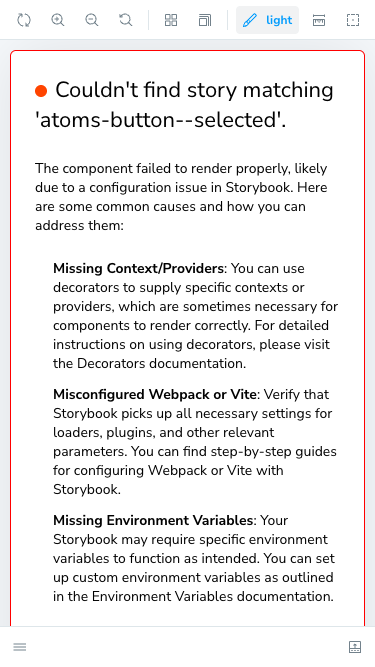 light
Couldn't find story matching
'atoms-button--selected'.
The component failed to render properly, likely
due to a configuration issue in Storybook. Here
are some common causes and how you can
address them:
Missing Context/Providers: You can use
decorators to supply specific contexts or
providers, which are sometimes necessary for
components to render correctly. For detailed
instructions on using decorators, please visit
the Decorators documentation.
Misconfigured Webpack or Vite: Verify that
Storybook picks up all necessary settings for
loaders, plugins, and other relevant
parameters. You can find step-by-step guides
for configuring Webpack or Vite with
Storybook.
Missing Environment Variables: Your
Storybook may require specific environment
variables to function as intended. You can set
up custom environment variables as outlined
in the Environment Variables documentation.